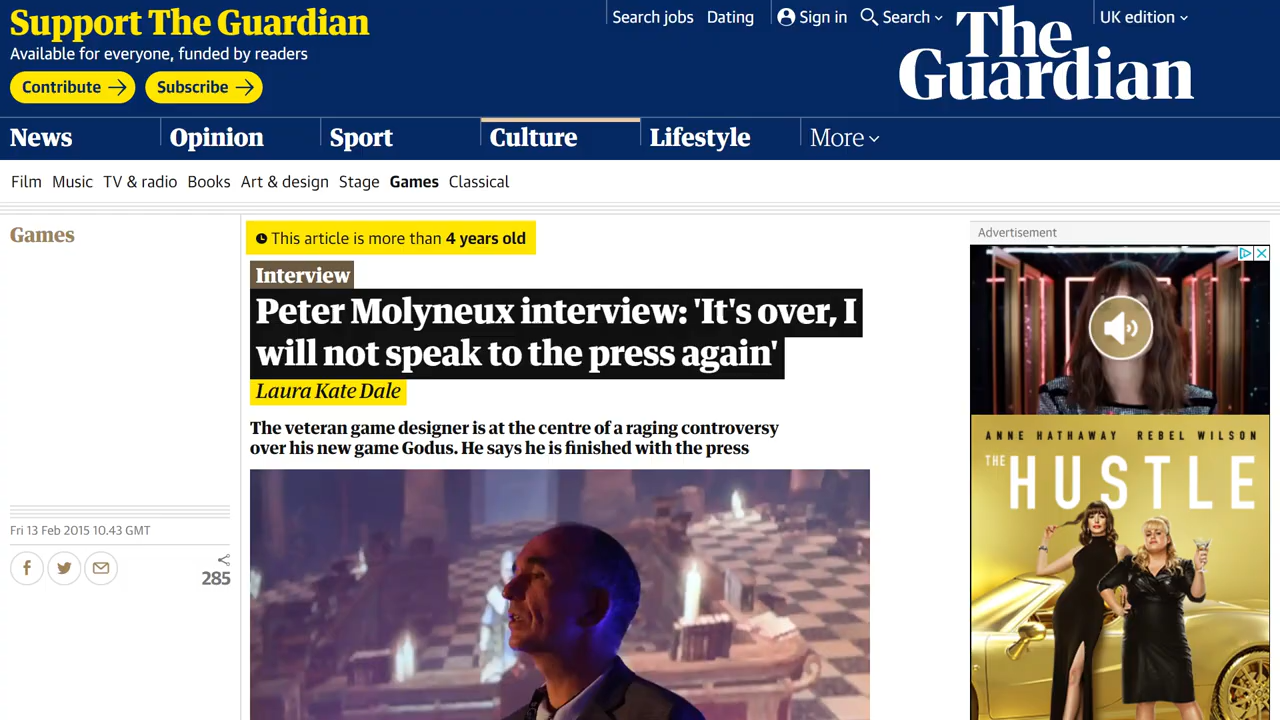 Support The Guardian
Available for everyone, funded by readers
Contribute
Subscribe
Search jobs
Dating
Sign in
Search
UK edition
The
Guardian
News
Opinion
Sport
Culture
Lifestyle
More
Film
Music
TV & radio
Books
Art & design
Stage
Games
Classical
Games
This article is more than 4 years old
Interview
Peter Molyneux interview: 'It's over, I
will not speak to the press again'
Laura Kate Dale
The veteran game designer is at the centre of a raging controversy
over his new game Godus. He says he is finished with the press
Fri 13 Feb 2015 10.43 GMT
285
Advertisement
ANNE HATHAWAY REBEL WILSON
THE
HUSTLE